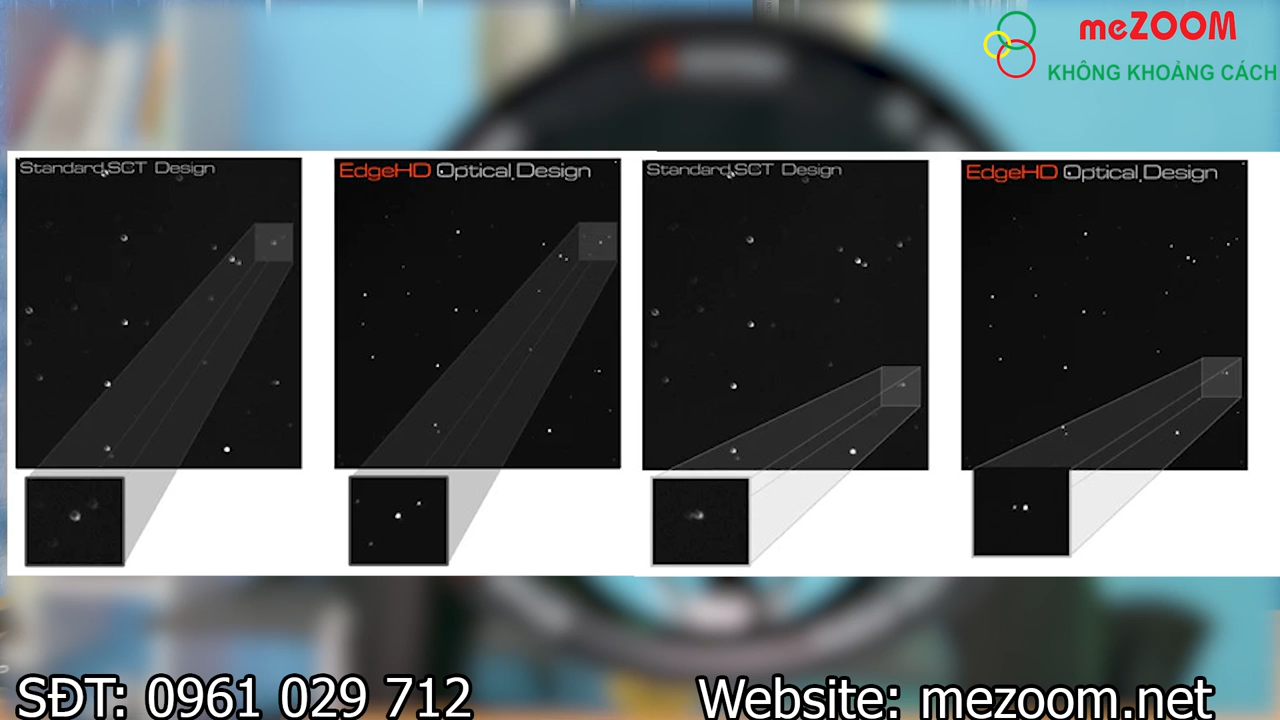 meZOOM
KHÔNG KHOẢNG CÁCH
Standard SCT Design
EdgeHD Optical Design
Standard SCT Design
EdgeHD Optical Design
SĐT: 0961 029 712
Website: mezoom.net